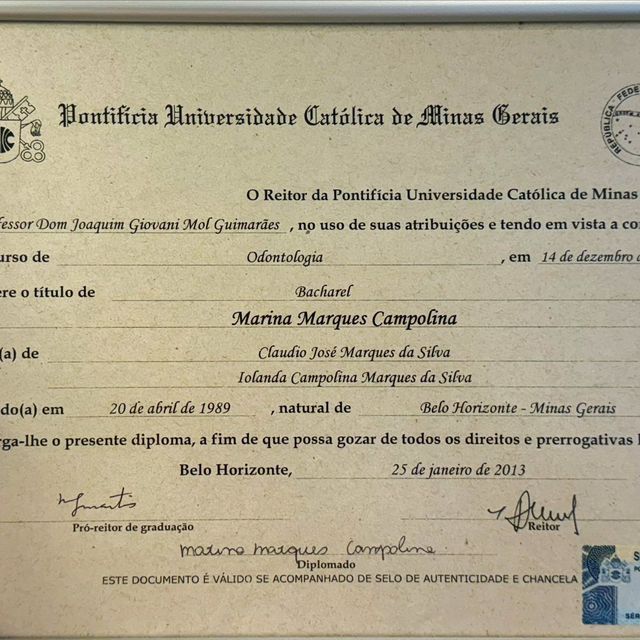 Pontifícia Universidade Católica de Minas Gerais
REPÚBLICA FEDE
O Reitor da Pontifícia Universidade Católica de Minas
fessor Dom Joaquim Giovani Mol Guimarães , no uso de suas atribuições e tendo em vista a co
urso de Odontologia , em 14 de dezembro d
ere o título de Bacharel
Marina Marques Campolina
(a) de Claudio José Marques da Silva
Iolanda Campolina Marques da Silva
do(a) em 20 de abril de 1989 , natural de Belo Horizonte - Minas Gerais
rga-lhe o presente diploma, a fim de que possa gozar de todos os direitos e prerrogativas l
Belo Horizonte, 25 de janeiro de 2013
Pró-reitor de graduação
Reitor
Marina Marques Campolina
Diplomado
ESTE DOCUMENTO É VÁLIDO SE ACOMPANHADO DE SELO DE AUTENTICIDADE E CHANCELA